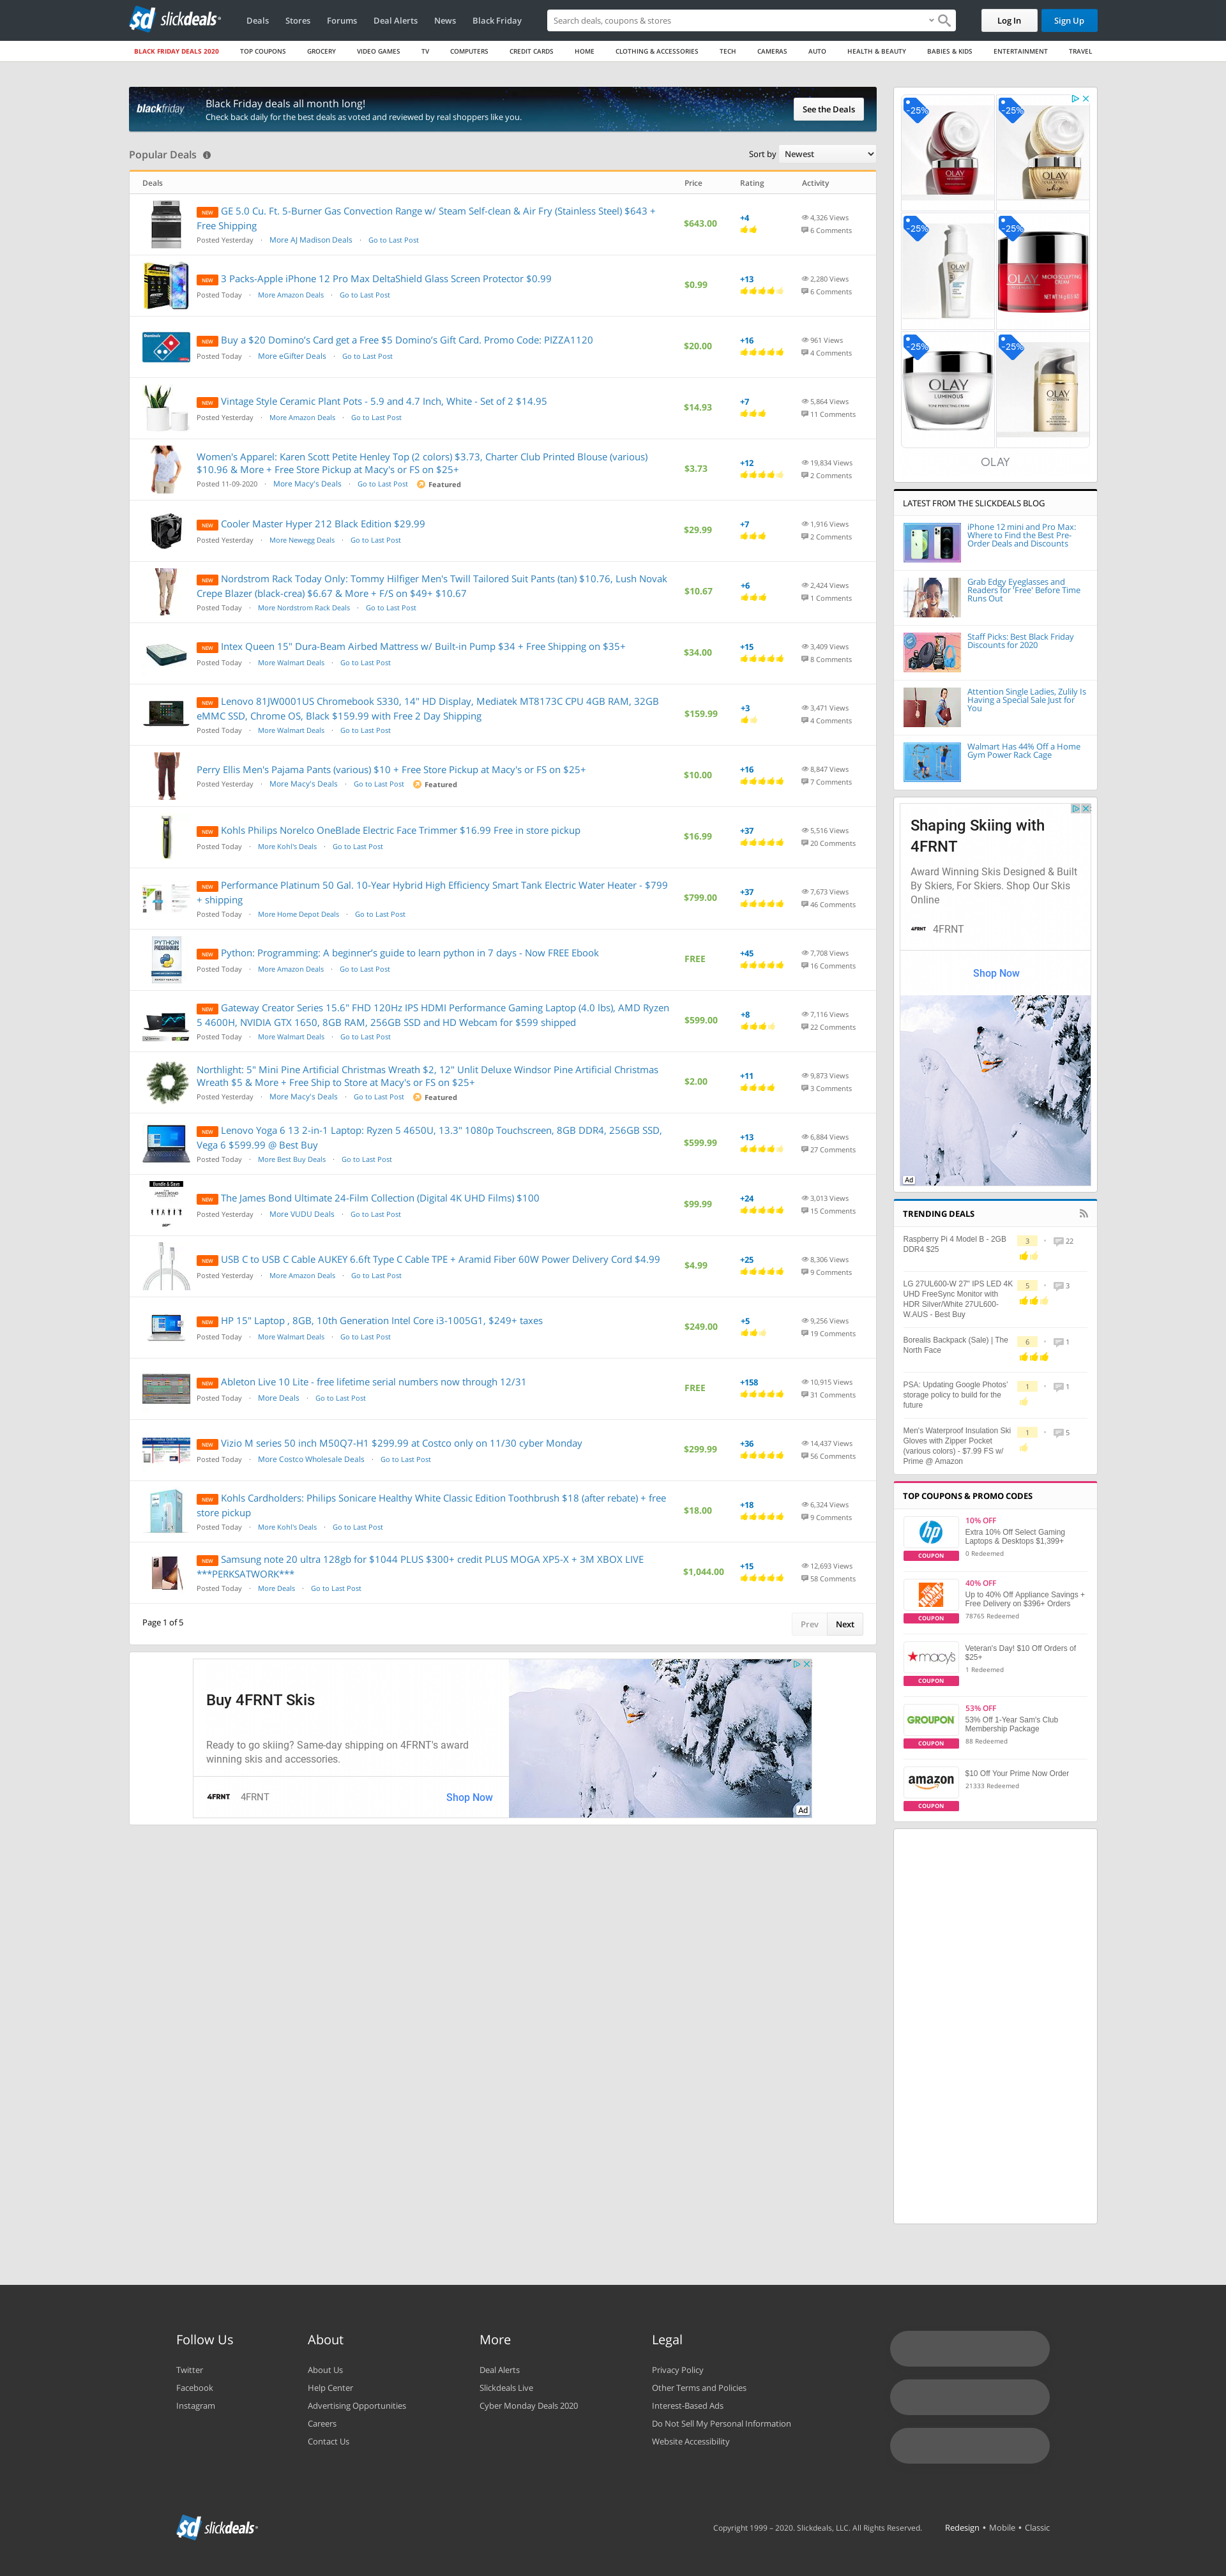 slickdeals
Deals Stores Forums Deal Alerts News Black Friday
Search deals, coupons & stores
Log In Sign Up
BLACK FRIDAY DEALS 2020 TOP COUPONS GROCERY VIDEO GAMES TV COMPUTERS CREDIT CARDS HOME CLOTHING & ACCESSORIES TECH CAMERAS AUTO HEALTH & BEAUTY BABIES & KIDS ENTERTAINMENT TRAVEL
blackfriday
Black Friday deals all month long!
Check back daily for the best deals as voted and reviewed by real shoppers like you.
See the Deals
Popular Deals
Sort by Newest
Deals Price Rating Activity
NEW GE 5.0 Cu. Ft. 5-Burner Gas Convection Range w/ Steam Self-clean & Air Fry (Stainless Steel) $643 +
Free Shipping
Posted Yesterday · More AJ Madison Deals · Go to Last Post
$643.00
+4
4,326 Views
6 Comments
NEW 3 Packs-Apple iPhone 12 Pro Max DeltaShield Glass Screen Protector $0.99
Posted Today · More Amazon Deals · Go to Last Post
$0.99
+13
2,280 Views
6 Comments
NEW Buy a $20 Domino's Card get a Free $5 Domino's Gift Card. Promo Code: PIZZA1120
Posted Today · More eGifter Deals · Go to Last Post
$20.00
+16
961 Views
4 Comments
NEW Vintage Style Ceramic Plant Pots - 5.9 and 4.7 Inch, White - Set of 2 $14.95
Posted Yesterday · More Amazon Deals · Go to Last Post
$14.93
+7
5,864 Views
11 Comments
Women's Apparel: Karen Scott Petite Henley Top (2 colors) $3.73, Charter Club Printed Blouse (various)
$10.96 & More + Free Store Pickup at Macy's or FS on $25+
Posted 11-09-2020 · More Macy's Deals · Go to Last Post Featured
$3.73
+12
19,834 Views
2 Comments
NEW Cooler Master Hyper 212 Black Edition $29.99
Posted Yesterday · More Newegg Deals · Go to Last Post
$29.99
+7
1,916 Views
2 Comments
NEW Nordstrom Rack Today Only: Tommy Hilfiger Men's Twill Tailored Suit Pants (tan) $10.76, Lush Novak
Crepe Blazer (black-crea) $6.67 & More + F/S on $49+ $10.67
Posted Today · More Nordstrom Rack Deals · Go to Last Post
$10.67
+6
2,424 Views
1 Comments
NEW Intex Queen 15" Dura-Beam Airbed Mattress w/ Built-in Pump $34 + Free Shipping on $35+
Posted Today · More Walmart Deals · Go to Last Post
$34.00
+15
3,409 Views
8 Comments
NEW Lenovo 81JW0001US Chromebook S330, 14" HD Display, Mediatek MT8173C CPU 4GB RAM, 32GB
eMMC SSD, Chrome OS, Black $159.99 with Free 2 Day Shipping
Posted Today · More Walmart Deals · Go to Last Post
$159.99
+3
3,471 Views
4 Comments
Perry Ellis Men's Pajama Pants (various) $10 + Free Store Pickup at Macy's or FS on $25+
Posted Yesterday · More Macy's Deals · Go to Last Post Featured
$10.00
+16
8,847 Views
7 Comments
NEW Kohls Philips Norelco OneBlade Electric Face Trimmer $16.99 Free in store pickup
Posted Today · More Kohl's Deals · Go to Last Post
$16.99
+37
5,516 Views
20 Comments
NEW Performance Platinum 50 Gal. 10-Year Hybrid High Efficiency Smart Tank Electric Water Heater - $799
+ shipping
Posted Today · More Home Depot Deals · Go to Last Post
$799.00
+37
7,673 Views
46 Comments
PYTHON
PROGRAMMING
NEW Python: Programming: A beginner's guide to learn python in 7 days - Now FREE Ebook
Posted Today · More Amazon Deals · Go to Last Post
FREE
+45
7,708 Views
16 Comments
NEW Gateway Creator Series 15.6" FHD 120Hz IPS HDMI Performance Gaming Laptop (4.0 lbs), AMD Ryzen
5 4600H, NVIDIA GTX 1650, 8GB RAM, 256GB SSD and HD Webcam for $599 shipped
Posted Today · More Walmart Deals · Go to Last Post
$599.00
+8
7,116 Views
22 Comments
Northlight: 5" Mini Pine Artificial Christmas Wreath $2, 12" Unlit Deluxe Windsor Pine Artificial Christmas
Wreath $5 & More + Free Ship to Store at Macy's or FS on $25+
Posted Yesterday · More Macy's Deals · Go to Last Post Featured
$2.00
+11
9,873 Views
3 Comments
NEW Lenovo Yoga 6 13 2-in-1 Laptop: Ryzen 5 4650U, 13.3" 1080p Touchscreen, 8GB DDR4, 256GB SSD,
Vega 6 $599.99 @ Best Buy
Posted Today · More Best Buy Deals · Go to Last Post
$599.99
+13
6,884 Views
27 Comments
Bundle & Save
NEW The James Bond Ultimate 24-Film Collection (Digital 4K UHD Films) $100
Posted Yesterday · More VUDU Deals · Go to Last Post
$99.99
+24
3,013 Views
15 Comments
NEW USB C to USB C Cable AUKEY 6.6ft Type C Cable TPE + Aramid Fiber 60W Power Delivery Cord $4.99
Posted Yesterday · More Amazon Deals · Go to Last Post
$4.99
+25
8,306 Views
9 Comments
NEW HP 15" Laptop , 8GB, 10th Generation Intel Core i3-1005G1, $249+ taxes
Posted Today · More Walmart Deals · Go to Last Post
$249.00
+5
9,256 Views
19 Comments
NEW Ableton Live 10 Lite - free lifetime serial numbers now through 12/31
Posted Today · More Deals · Go to Last Post
FREE
+158
10,915 Views
31 Comments
NEW Vizio M series 50 inch M50Q7-H1 $299.99 at Costco only on 11/30 cyber Monday
Posted Today · More Costco Wholesale Deals · Go to Last Post
$299.99
+36
14,437 Views
56 Comments
NEW Kohls Cardholders: Philips Sonicare Healthy White Classic Edition Toothbrush $18 (after rebate) + free
store pickup
Posted Today · More Kohl's Deals · Go to Last Post
$18.00
+18
6,324 Views
9 Comments
NEW Samsung note 20 ultra 128gb for $1044 PLUS $300+ credit PLUS MOGA XP5-X + 3M XBOX LIVE
***PERKSATWORK***
Posted Today · More Deals · Go to Last Post
$1,044.00
+15
12,693 Views
58 Comments
Page 1 of 5
Prev Next
Buy 4FRNT Skis
Ready to go skiing? Same-day shipping on 4FRNT's award
winning skis and accessories.
4FRNT 4FRNT Shop Now
Ad
-25% -25%
OLAY OLAY
-25% -25%
OLAY OLAY
MICRO-SCULPTING
CREAM
-25% -25%
OLAY OLAY
LUMINOUS
OLAY
LATEST FROM THE SLICKDEALS BLOG
iPhone 12 mini and Pro Max:
Where to Find the Best Pre-
Order Deals and Discounts
Grab Edgy Eyeglasses and
Readers for 'Free' Before Time
Runs Out
Staff Picks: Best Black Friday
Discounts for 2020
Attention Single Ladies, Zulily Is
Having a Special Sale Just for
You
Walmart Has 44% Off a Home
Gym Power Rack Cage
Shaping Skiing with
4FRNT
Award Winning Skis Designed & Built
By Skiers, For Skiers. Shop Our Skis
Online
4FRNT 4FRNT
Shop Now
Ad
TRENDING DEALS
Raspberry Pi 4 Model B - 2GB
DDR4 $25
3 · 22
LG 27UL600-W 27" IPS LED 4K
UHD FreeSync Monitor with
HDR Silver/White 27UL600-
W.AUS - Best Buy
5 · 3
Borealis Backpack (Sale) | The
North Face
6 · 1
PSA: Updating Google Photos'
storage policy to build for the
future
1 · 1
Men's Waterproof Insulation Ski
Gloves with Zipper Pocket
(various colors) - $7.99 FS w/
Prime @ Amazon
1 · 5
TOP COUPONS & PROMO CODES
hp
COUPON
10% OFF
Extra 10% Off Select Gaming
Laptops & Desktops $1,399+
0 Redeemed
COUPON
40% OFF
Up to 40% Off Appliance Savings +
Free Delivery on $396+ Orders
78765 Redeemed
macy's
COUPON
Veteran's Day! $10 Off Orders of
$25+
1 Redeemed
GROUPON
COUPON
53% OFF
53% Off 1-Year Sam's Club
Membership Package
88 Redeemed
amazon
COUPON
$10 Off Your Prime Now Order
21333 Redeemed
Follow Us
Twitter
Facebook
Instagram
About
About Us
Help Center
Advertising Opportunities
Careers
Contact Us
More
Deal Alerts
Slickdeals Live
Cyber Monday Deals 2020
Legal
Privacy Policy
Other Terms and Policies
Interest-Based Ads
Do Not Sell My Personal Information
Website Accessibility
slickdeals
Copyright 1999 – 2020. Slickdeals, LLC. All Rights Reserved.
Redesign • Mobile • Classic